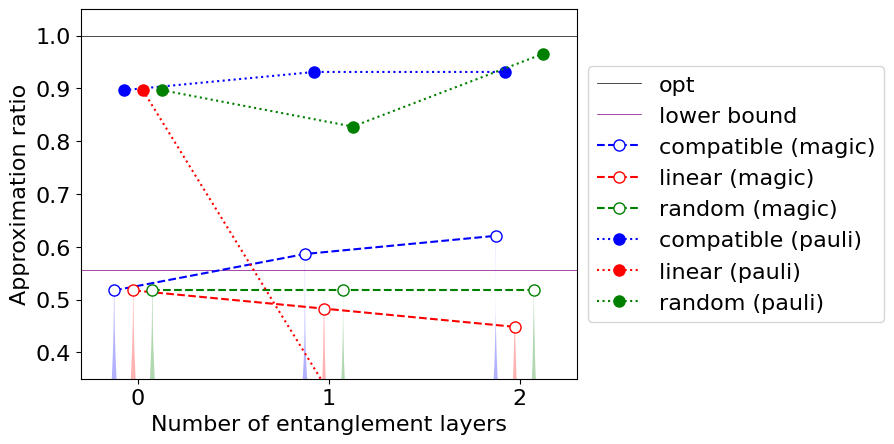 1.0
0.9
0.8
0.7
0.6
0.5
0.4
Approximation ratio
0 1 2
Number of entanglement layers
opt
lower bound
compatible (magic)
linear (magic)
random (magic)
compatible (pauli)
linear (pauli)
random (pauli)